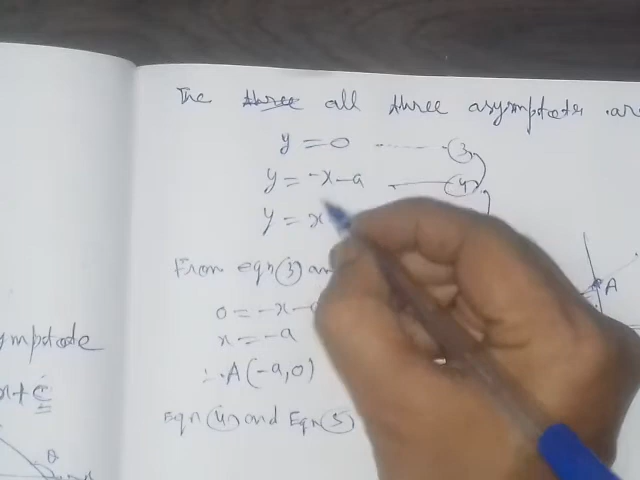 The three all three asymptotes are
y = 0 ------ (3)
y = -x-a —— (4)
y = x
From eqn (3) an
0 = -x-a
x = -a
∴ A(-a,0)
Eqn (4) and Eqn (5)
ymptode
x+c
θ
A